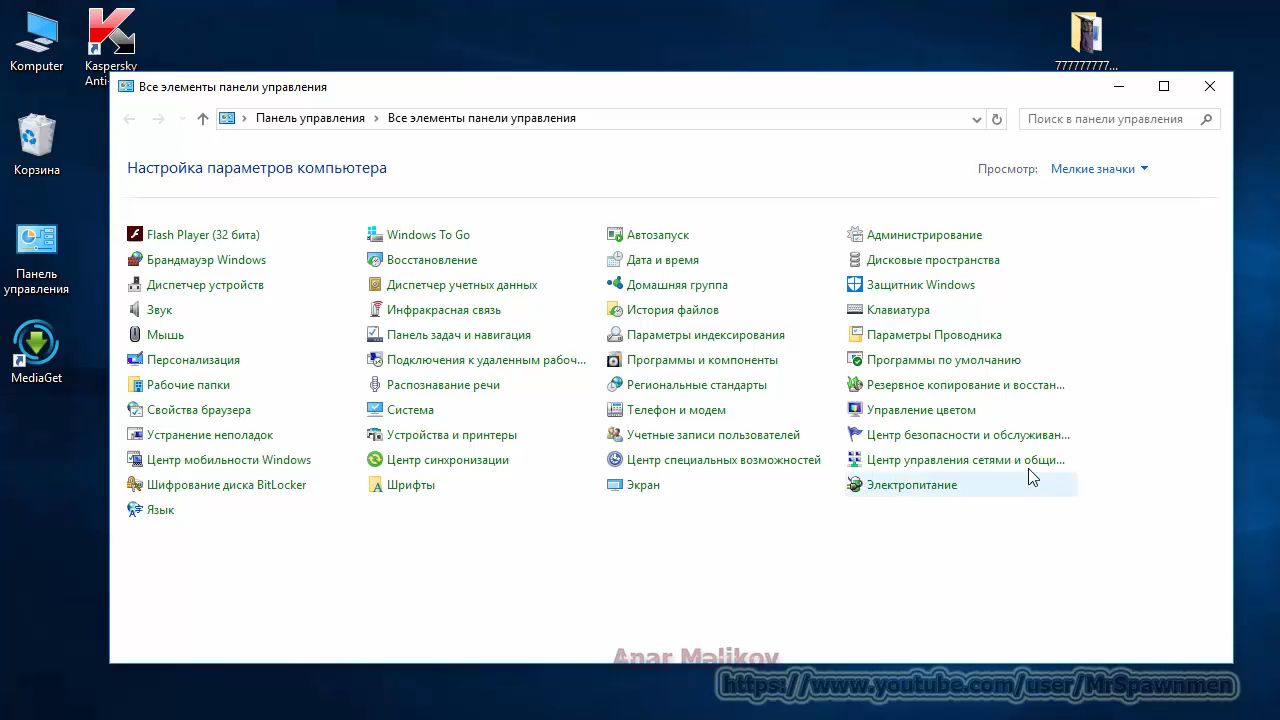 Komputer
Kaspersky
Anti-
777777777...
Корзина
Панель
управления
MediaGet
Все элементы панели управления
Панель управления
Все элементы панели управления
Поиск в панели управления
Настройка параметров компьютера
Просмотр:
Мелкие значки
Flash Player (32 бита)
Windows To Go
Автозапуск
Администрирование
Брандмауэр Windows
Восстановление
Дата и время
Дисковые пространства
Диспетчер устройств
Диспетчер учетных данных
Домашняя группа
Защитник Windows
Звук
Инфракрасная связь
История файлов
Клавиатура
Мышь
Панель задач и навигация
Параметры индексирования
Параметры Проводника
Персонализация
Подключения к удаленным рабоч...
Программы и компоненты
Программы по умолчанию
Рабочие папки
Распознавание речи
Региональные стандарты
Резервное копирование и восстан...
Свойства браузера
Система
Телефон и модем
Управление цветом
Устранение неполадок
Устройства и принтеры
Учетные записи пользователей
Центр безопасности и обслуживан...
Центр мобильности Windows
Центр синхронизации
Центр специальных возможностей
Центр управления сетями и общи...
Шифрование диска BitLocker
Шрифты
Экран
Электропитание
Язык
Anar Məlikov
https://www.youtube.com/user/MrSpawnmen